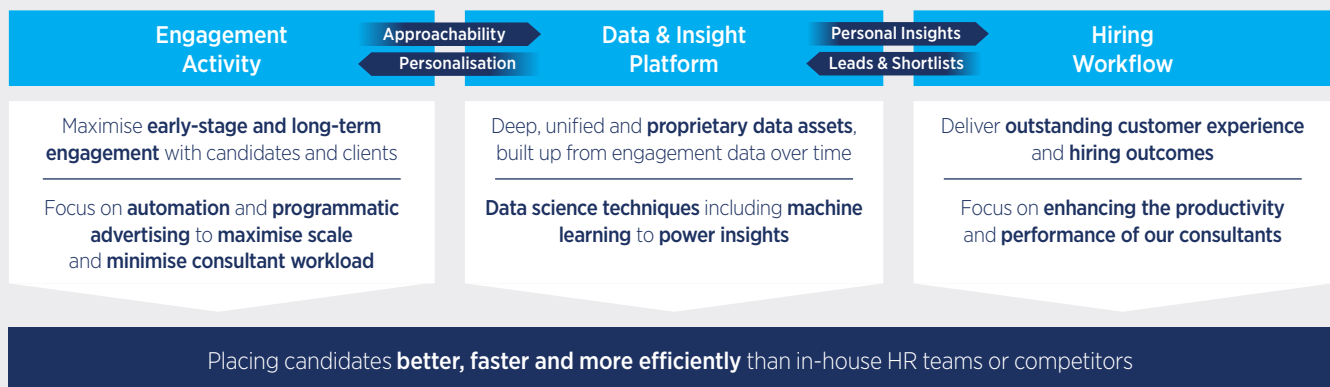 Engagement
Activity
Approachability
Personalisation
Data & Insight
Platform
Personal Insights
Leads & Shortlists
Hiring
Workflow
Maximise early-stage and long-term
engagement with candidates and clients
Focus on automation and programmatic
advertising to maximise scale
and minimise consultant workload
Deep, unified and proprietary data assets,
built up from engagement data over time
Data science techniques including machine
learning to power insights
Deliver outstanding customer experience
and hiring outcomes
Focus on enhancing the productivity
and performance of our consultants
Placing candidates better, faster and more efficiently than in-house HR teams or competitors